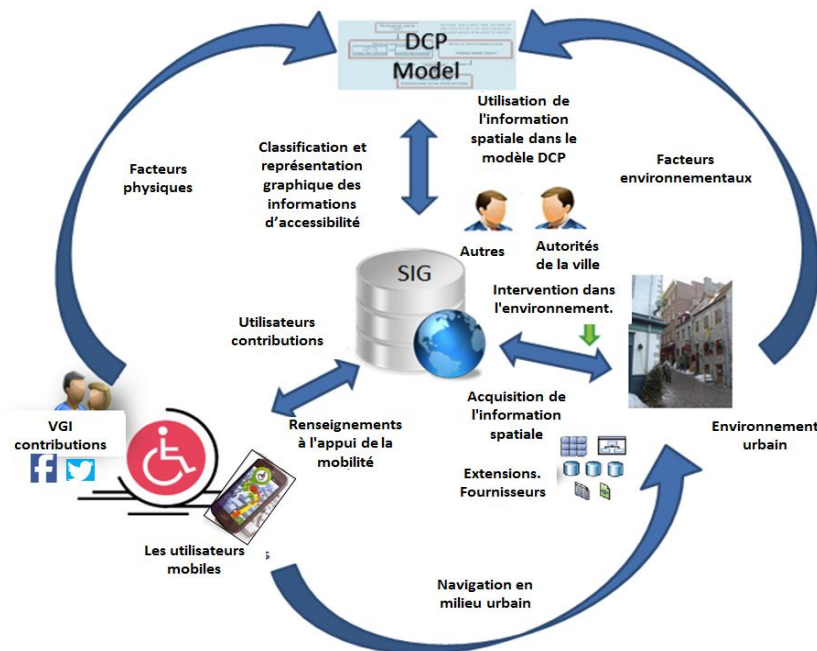 DCP
Model
Utilisation de
l'information
spatiale dans le
modèle DCP
Classification et
représentation
graphique des
informations
d'accessibilité
Facteurs
physiques
Facteurs
environnementaux
Autres
Autorités
de la ville
SIG
Intervention dans
l'environnement.
Utilisateurs
contributions
Acquisition de
l'information
spatiale
VGI
contributions
Renseignements
à l'appui de la
mobilité
Environnement
urbain
Extensions.
Fournisseurs
Les utilisateurs
mobiles
s
Navigation en
milieu urbain